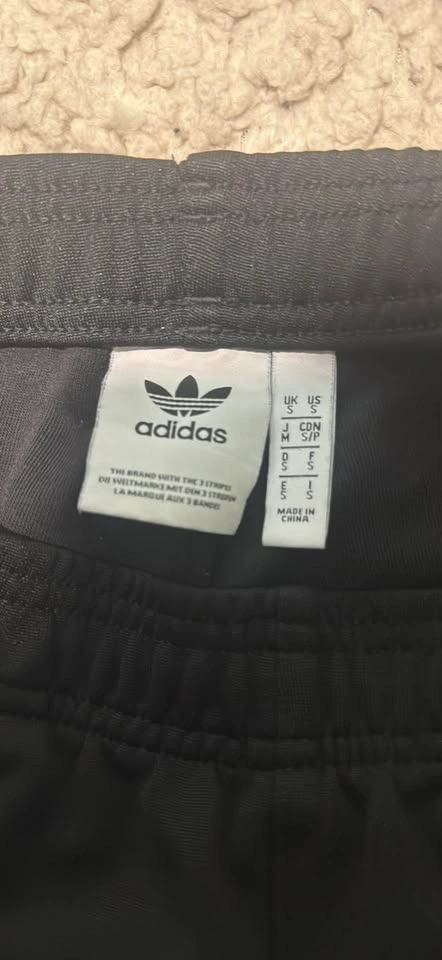 adidas
THE BRAND WITH THE 3 STRIPES
DIE WELTMARKE MIT DEN 3 STREIFEN
LA MARQUE AUX 3 BANDES
UK US
S S
J CDN
M S/P
D F
S S
E I
S S
MADE IN
CHINA